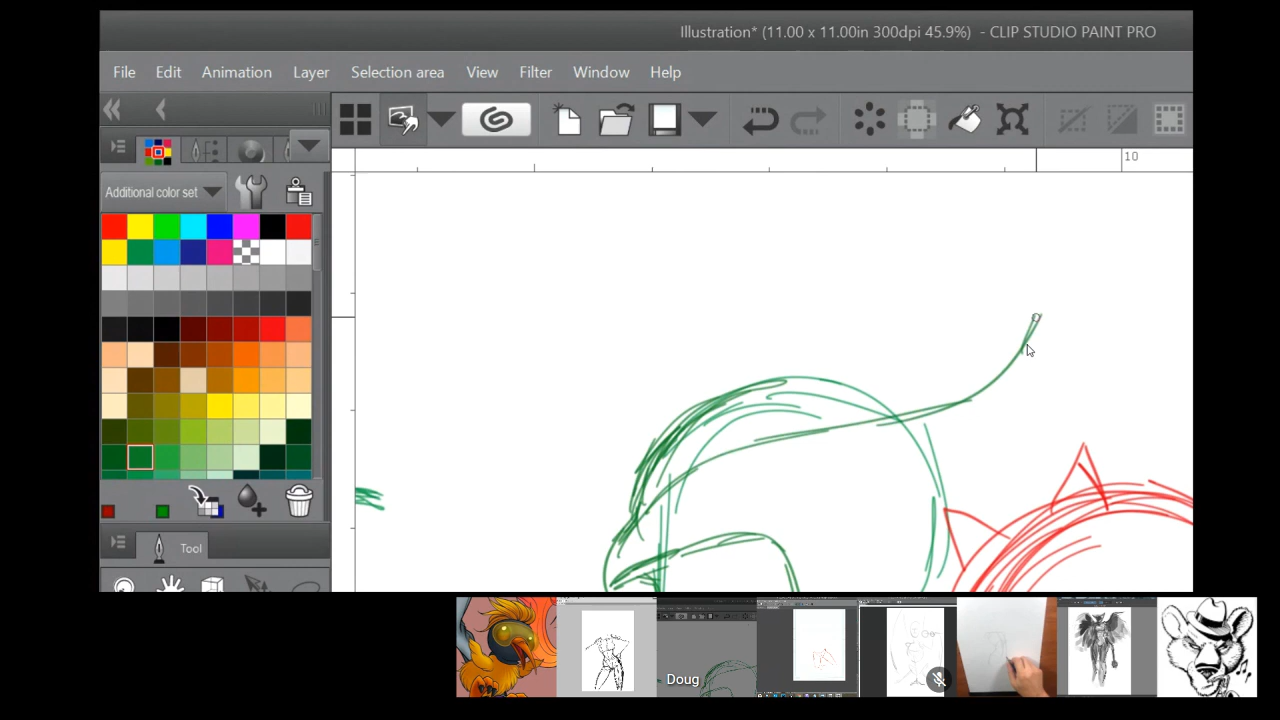 Illustration* (11.00 x 11.00in 300dpi 45.9%) - CLIP STUDIO PAINT PRO
File Edit Animation Layer Selection area View Filter Window Help
10
Additional color set
Tool
Doug